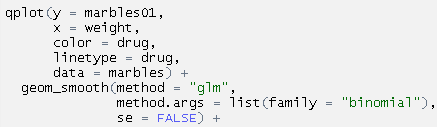 qplot(y = marbles01,
x = weight,
color = drug,
linetype = drug,
data = marbles) +
geom_smooth(method = "glm",
method.args = list(family = "binomial"),
se = FALSE) +